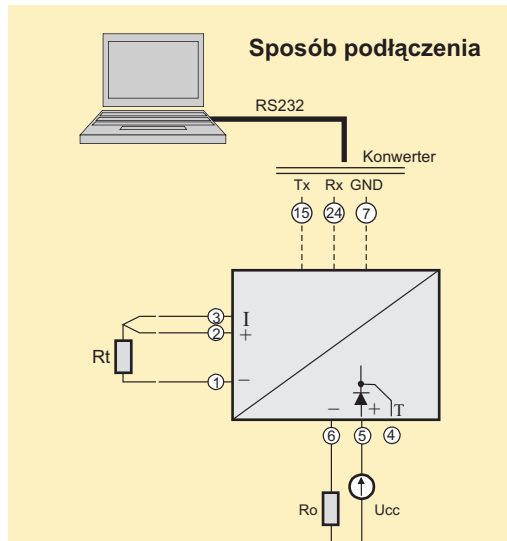 Sposób podłączenia
RS232
Konwerter
Tx Rx GND
15 24 7
3 I
2 +
Rt
1 −
− + T
6 5 4
Ro Ucc